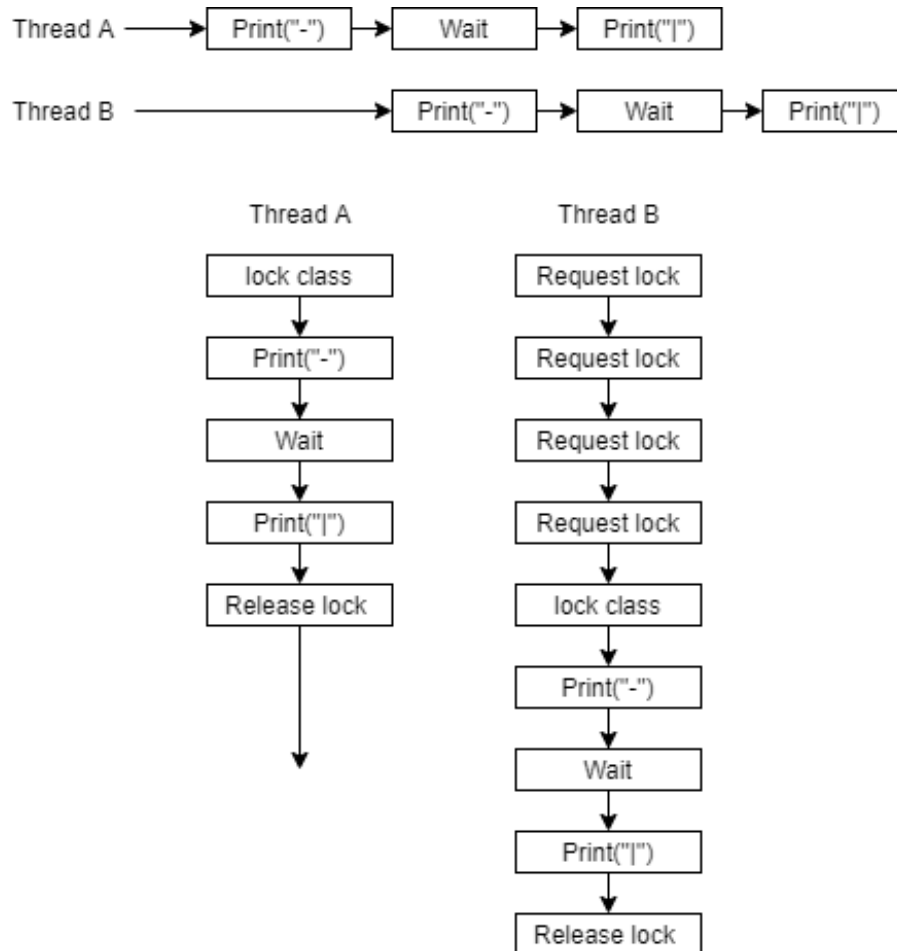 Thread A Print("-") Wait Print("|")
Thread B Print("-") Wait Print("|")
Thread A Thread B
lock class Request lock
Print("-") Request lock
Wait Request lock
Print("|") Request lock
Release lock lock class
Print("-")
Wait
Print("|")
Release lock